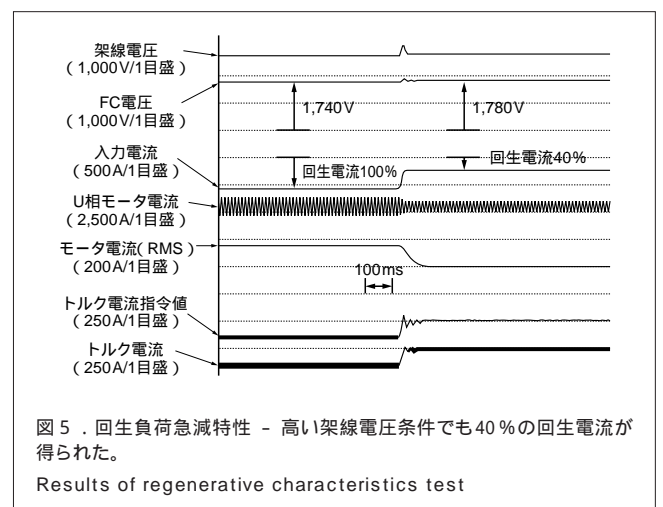 架線電圧
（1,000V/1目盛）
FC電圧
（1,000V/1目盛）
1,740V
1,780V
入力電流
（500A/1目盛）
回生電流100%
回生電流40%
U相モータ電流
（2,500A/1目盛）
モータ電流（RMS）
（200A/1目盛）
100ms
トルク電流指令値
（250A/1目盛）
トルク電流
（250A/1目盛）
図5．回生負荷急減特性 － 高い架線電圧条件でも40％の回生電流が
得られた。
Results of regenerative characteristics test